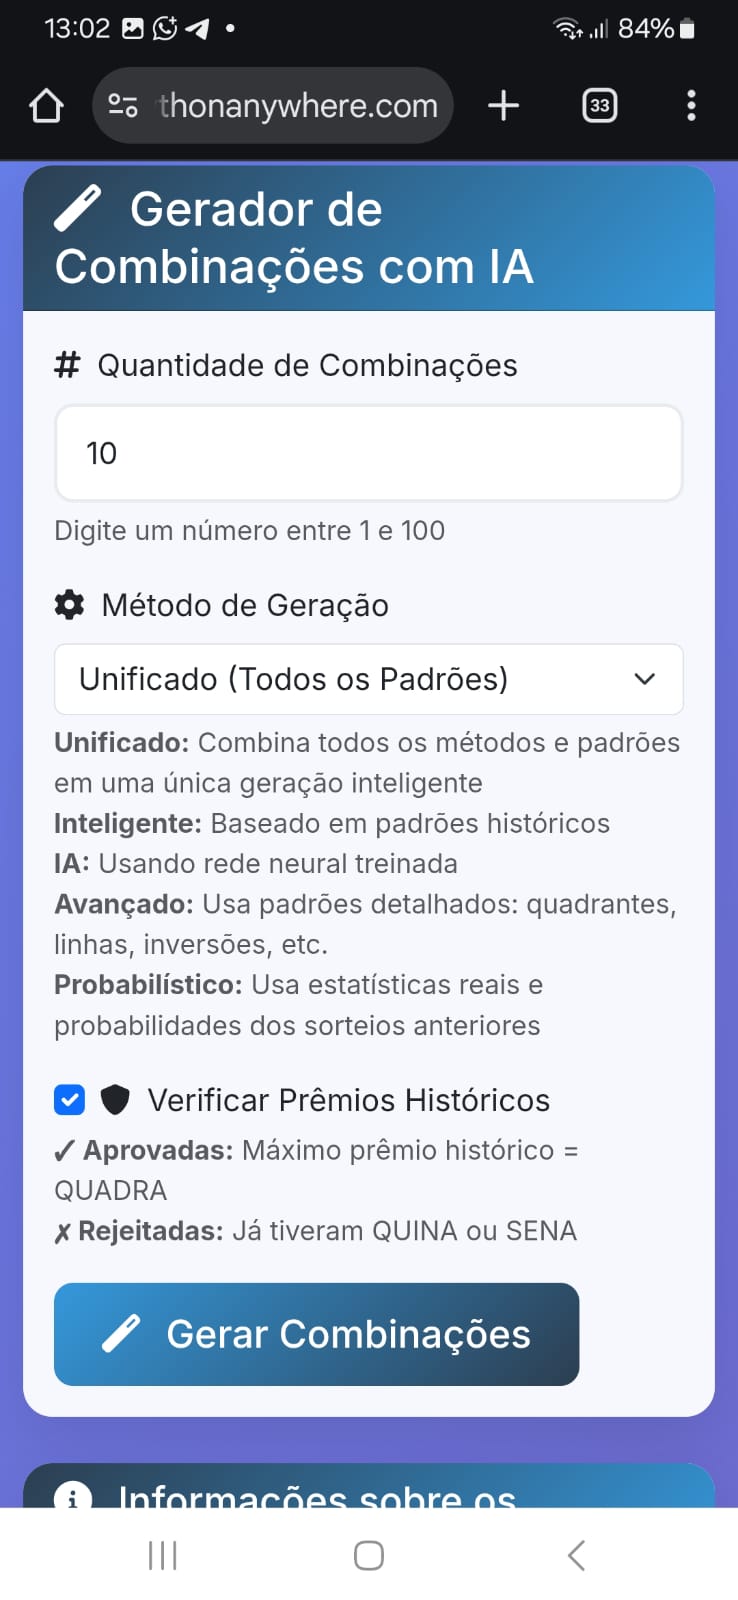 13:02
84%
thonanywhere.com
33
Gerador de
Combinações com IA
# Quantidade de Combinações
10
Digite um número entre 1 e 100
Método de Geração
Unificado (Todos os Padrões)
Unificado: Combina todos os métodos e padrões
em uma única geração inteligente
Inteligente: Baseado em padrões históricos
IA: Usando rede neural treinada
Avançado: Usa padrões detalhados: quadrantes,
linhas, inversões, etc.
Probabilístico: Usa estatísticas reais e
probabilidades dos sorteios anteriores
Verificar Prêmios Históricos
✓ Aprovadas: Máximo prêmio histórico =
QUADRA
✗ Rejeitadas: Já tiveram QUINA ou SENA
Gerar Combinações
Informações sobre os